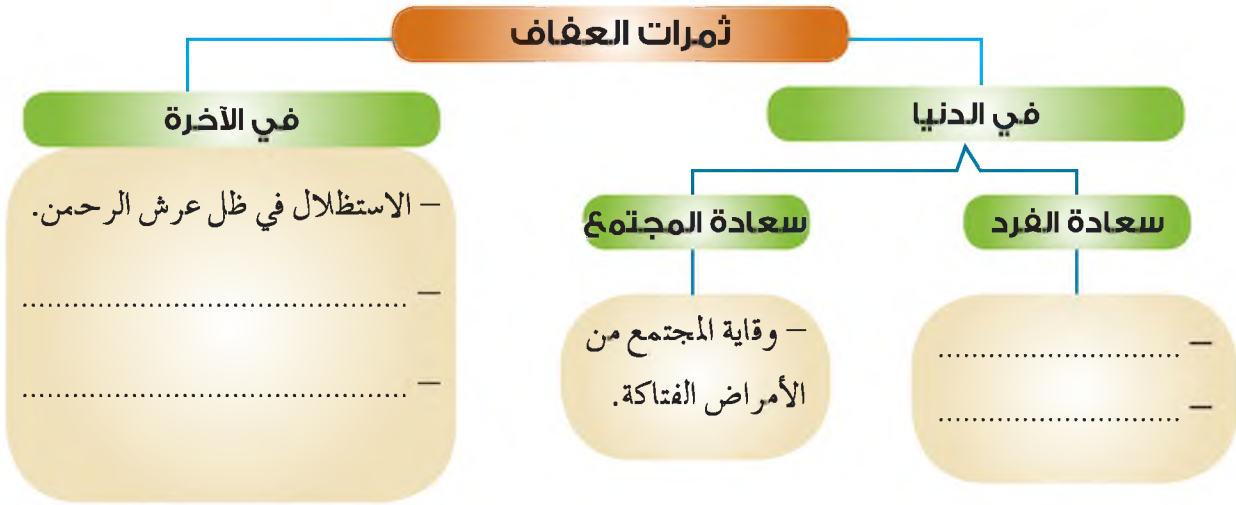 ثمرات العفاف
في الدنيا
في الآخرة
سعادة الفرد
سعادة المجتمع
– ............................
– ............................
– وقاية المجتمع من
الأمراض الفتاكة.
– الاستظلال في ظل عرش الرحمن.
– ..............................................
– ..............................................